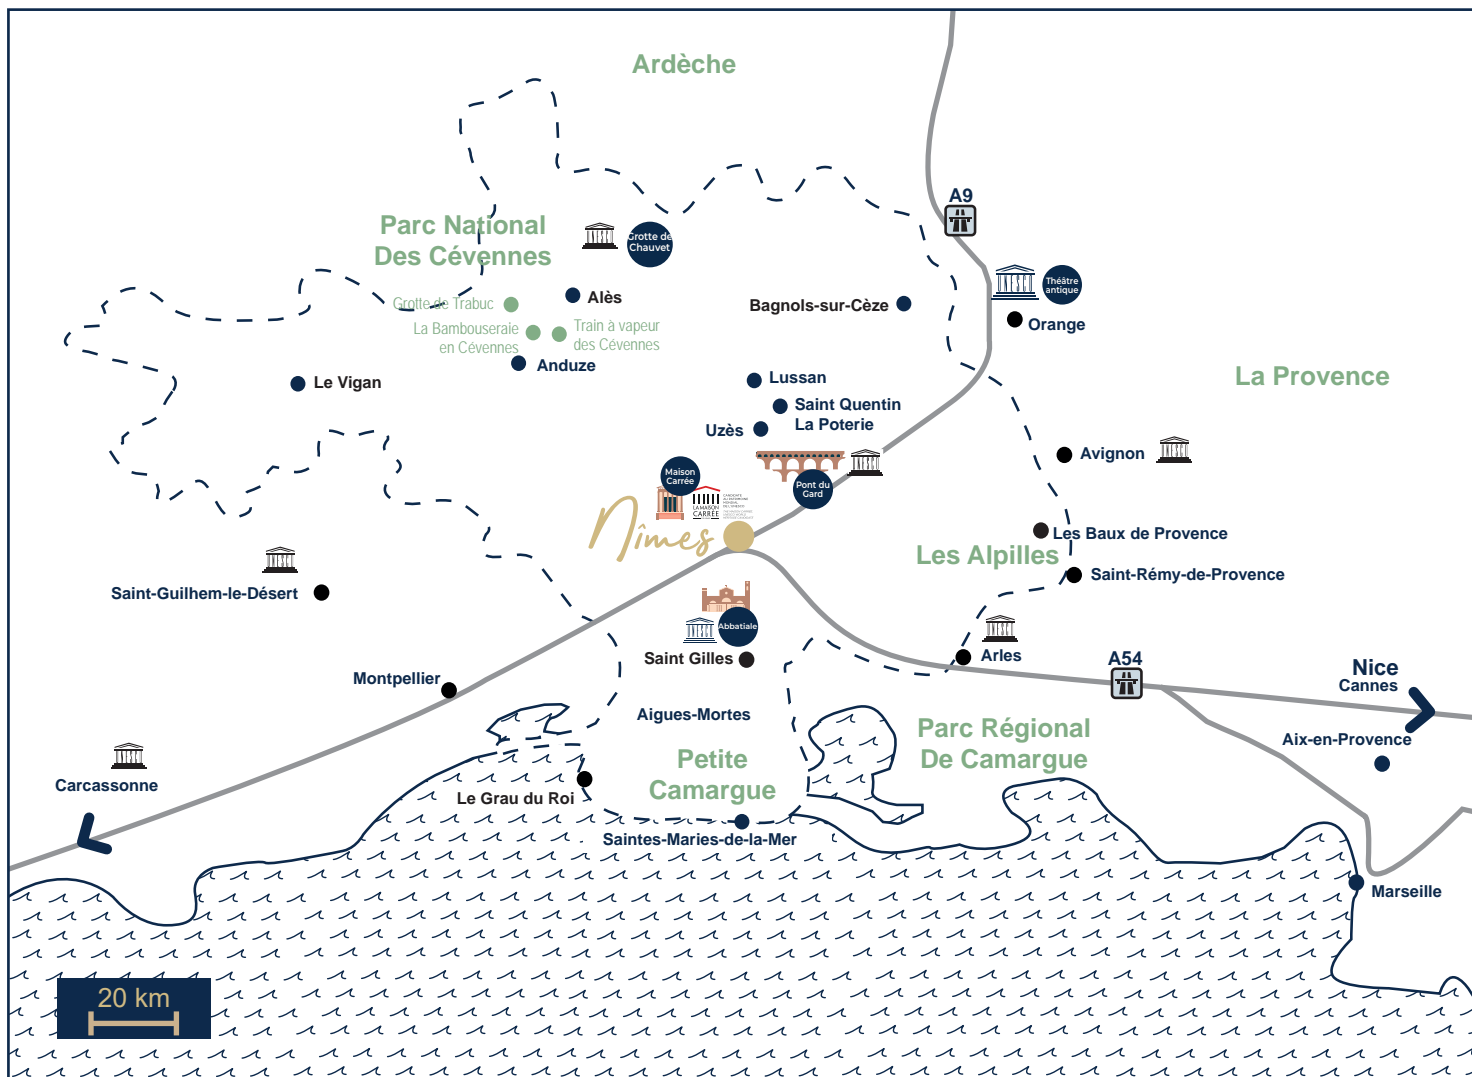 Ardèche
A9
Parc National
Des Cévennes
Grotte de
Chauvet
Théâtre
antique
Grotte de Trabuc
Alès
Bagnols-sur-Cèze
Orange
La Bambouseraie
en Cévennes
Train à vapeur
des Cévennes
Anduze
Le Vigan
Lussan
La Provence
Saint Quentin
La Poterie
Uzès
Avignon
Maison
Carrée
Pont du
Gard
LA MAISON
CARRÉE
Nîmes
Les Baux de Provence
Les Alpilles
Saint-Rémy-de-Provence
Saint-Guilhem-le-Désert
Abbatiale
Saint Gilles
Arles
A54
Montpellier
Nice
Cannes
Aigues-Mortes
Parc Régional
De Camargue
Aix-en-Provence
Petite
Camargue
Carcassonne
Le Grau du Roi
Saintes-Maries-de-la-Mer
Marseille
20 km